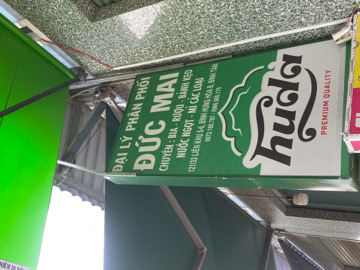 ĐẠI LÝ PHÂN PHỐI
ĐỨC MAI
CHUYÊN - BIA - RƯỢU - BÁNH KẸO
NƯỚC NGỌT - MÌ CÁC LOẠI
huda
PREMIUM QUALITY